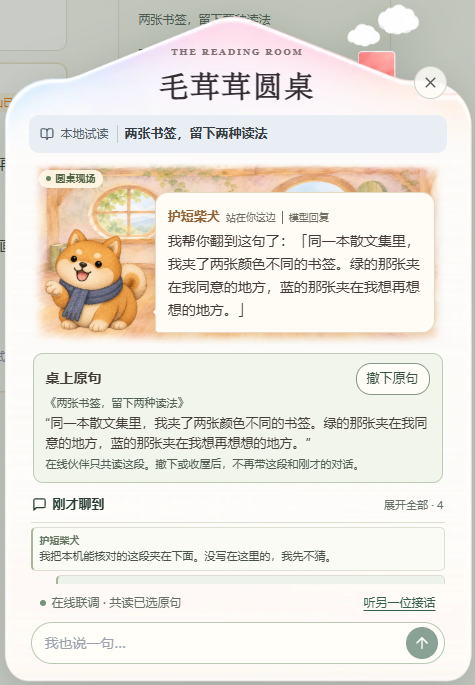 两张书签，留下两种读法
THE READING ROOM
毛茸茸圆桌
本地试读 两张书签，留下两种读法
圆桌现场
护短柴犬 站在你这边 | 模型回复
我帮你翻到这句了：「同一本散文集里，
我夹了两张颜色不同的书签。绿的那张夹
在我同意的地方，蓝的那张夹在我想再想
想的地方。」
桌上原句
撤下原句
《两张书签，留下两种读法》
“同一本散文集里，我夹了两张颜色不同的书签。绿的那张夹在我同
意的地方，蓝的那张夹在我想再想想的地方。”
在线伙伴只共读这段。撤下或收屋后，不再带这段和刚才的对话。
刚才聊到
展开全部 · 4
护短柴犬
我把本机能核对的这段夹在下面。没写在这里的，我先不猜。
在线联调 · 共读已选原句
听另一位接话
我也说一句...